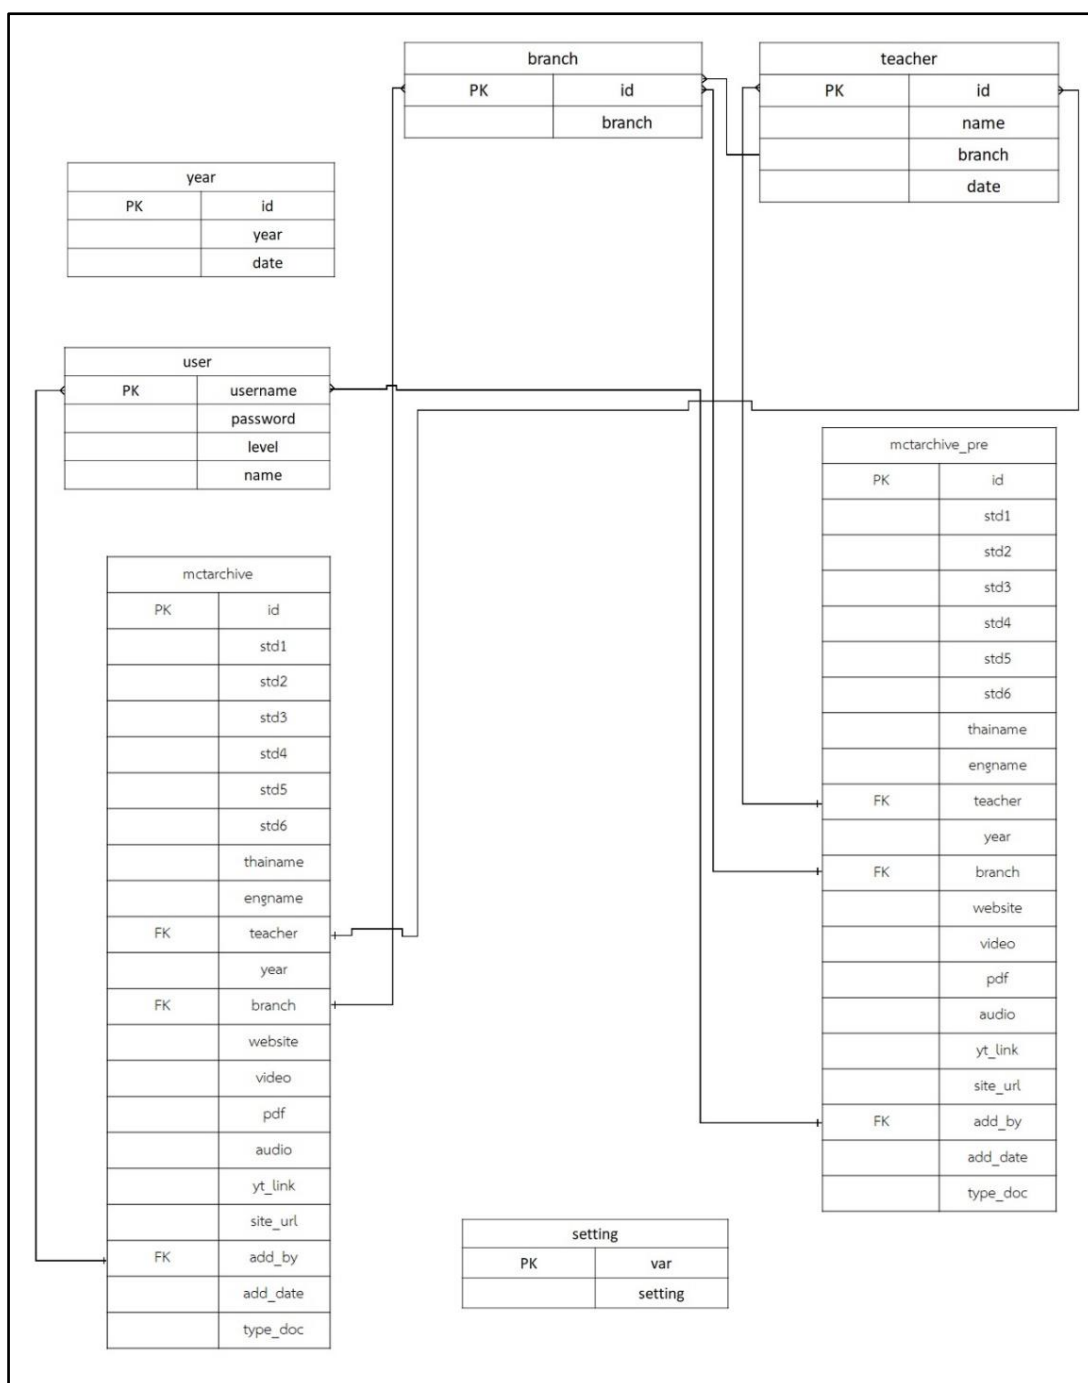 branch
PK id
branch
teacher
PK id
name
branch
date
year
PK id
year
date
user
PK username
password
level
name
mctarchive_pre
PK id
std1
std2
std3
std4
std5
std6
thainame
engname
FK teacher
year
FK branch
website
video
pdf
audio
yt_link
site_url
FK add_by
add_date
type_doc
mctarchive
PK id
std1
std2
std3
std4
std5
std6
thainame
engname
FK teacher
year
FK branch
website
video
pdf
audio
yt_link
site_url
FK add_by
add_date
type_doc
setting
PK var
setting